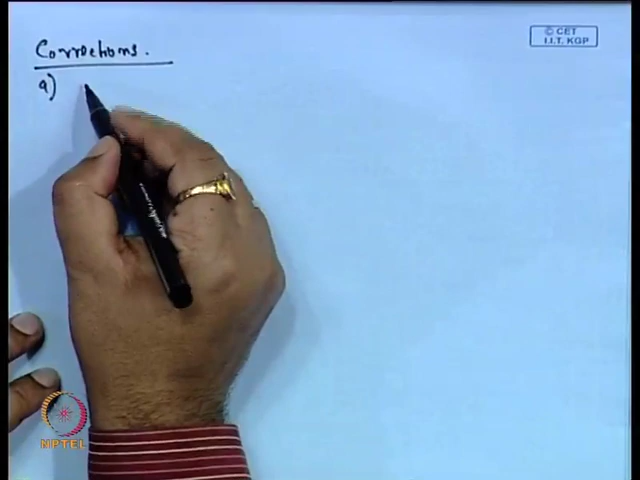 Corrections.
© CET
I.I.T. KGP
a)
NPTEL